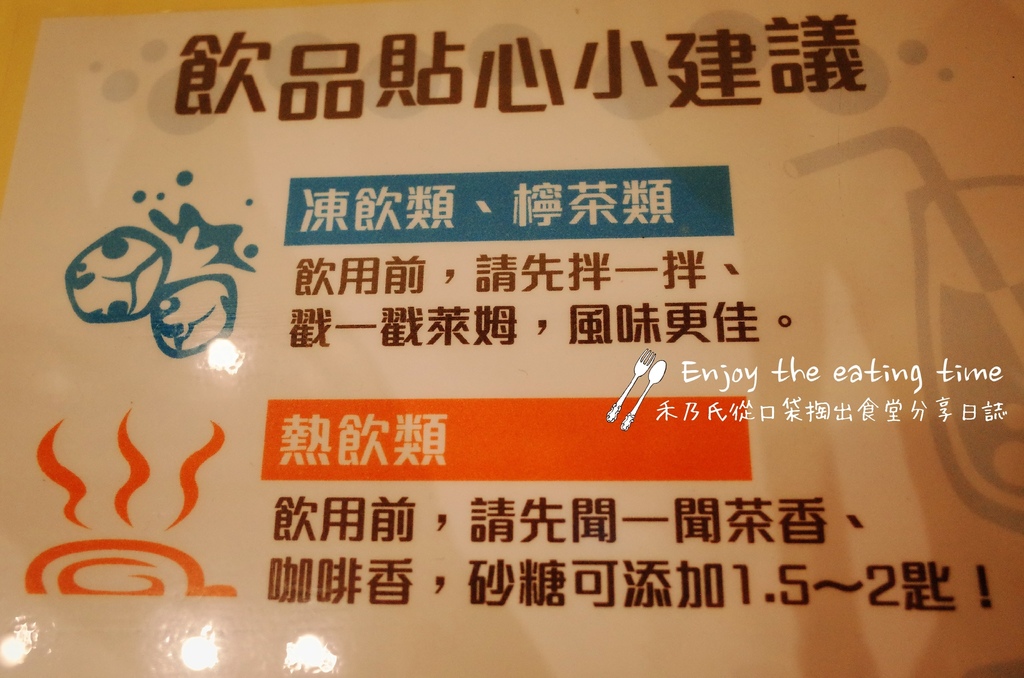 飲品貼心小建議
凍飲類、檸茶類
飲用前，請先拌一拌、
戳一戳萊姆，風味更佳。
Enjoy the eating time
禾乃氏從口袋掏出食堂分享日誌
熱飲類
飲用前，請先聞一聞茶香、
咖啡香，砂糖可添加1.5～2匙！